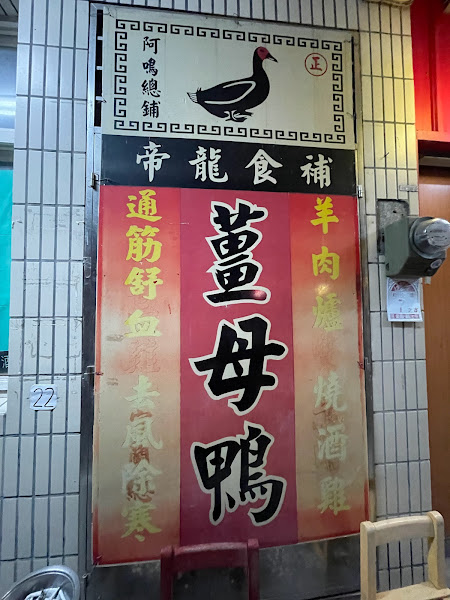 阿鳴總鋪
正
補食龍帝
羊肉爐 燒酒雞
薑母鴨
通筋舒血 去風除寒
22